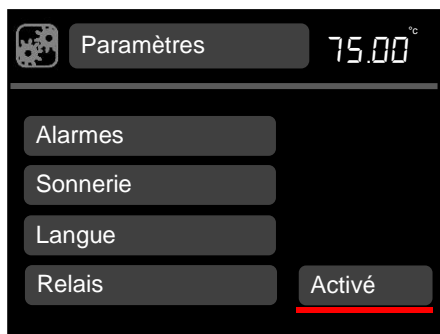 Paramètres 75.00 °c
Alarmes
Sonnerie
Langue
Relais Activé